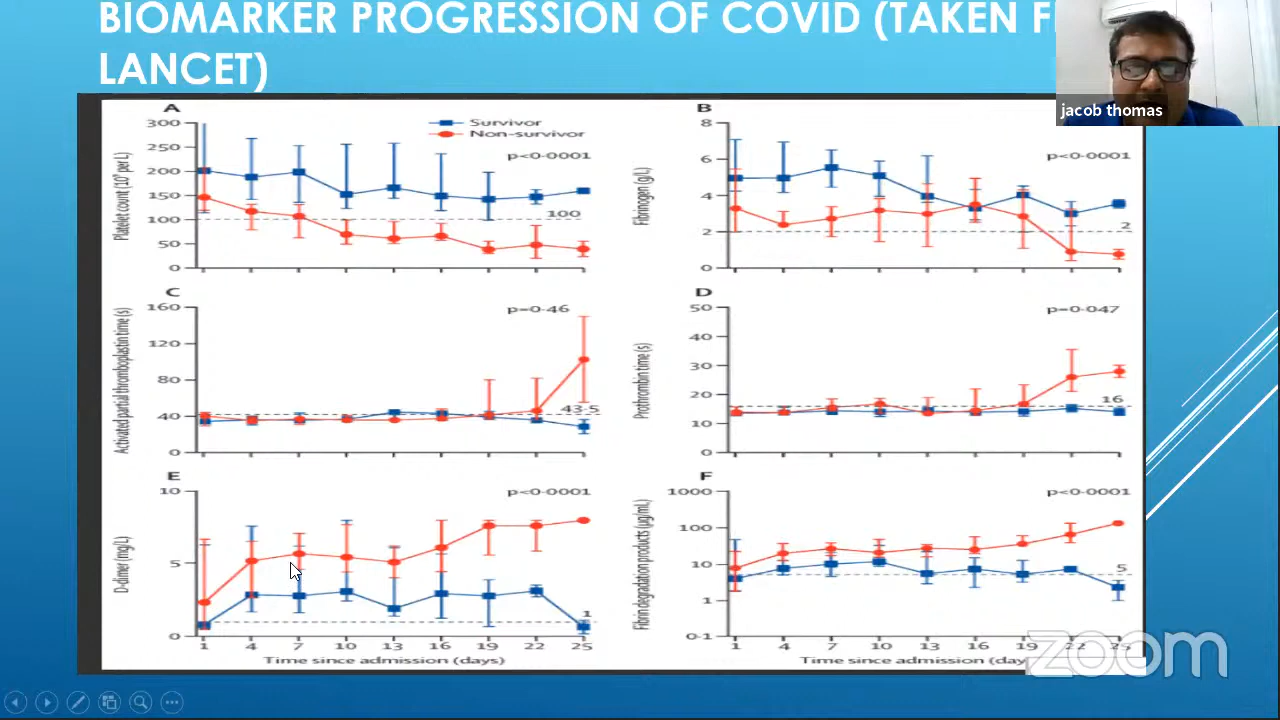 BIOMARKER PROGRESSION OF COVID (TAKEN F
LANCET)
jacob thomas
A
300
250
200
150
100
50
0
Platelet count (10⁹ per L)
Survivor
Non-survivor
p<0·0001
100
B
8
6
4
2
0
Fibrinogen (g/L)
p<0·0001
2
C
160
120
80
40
0
Activated partial thromboplastin time (s)
p=0·46
43·5
D
50
40
30
20
10
0
Prothrombin time (s)
p=0·047
16
E
10
5
0
D-dimer (mg/L)
p<0·0001
1
1 4 7 10 13 16 19 22 25
Time since admission (days)
F
1000
100
10
1
0·1
Fibrin degradation products (µg/mL)
p<0·0001
5
1 4 7 10 13 16 19 22 25
Time since admission (day
zoom